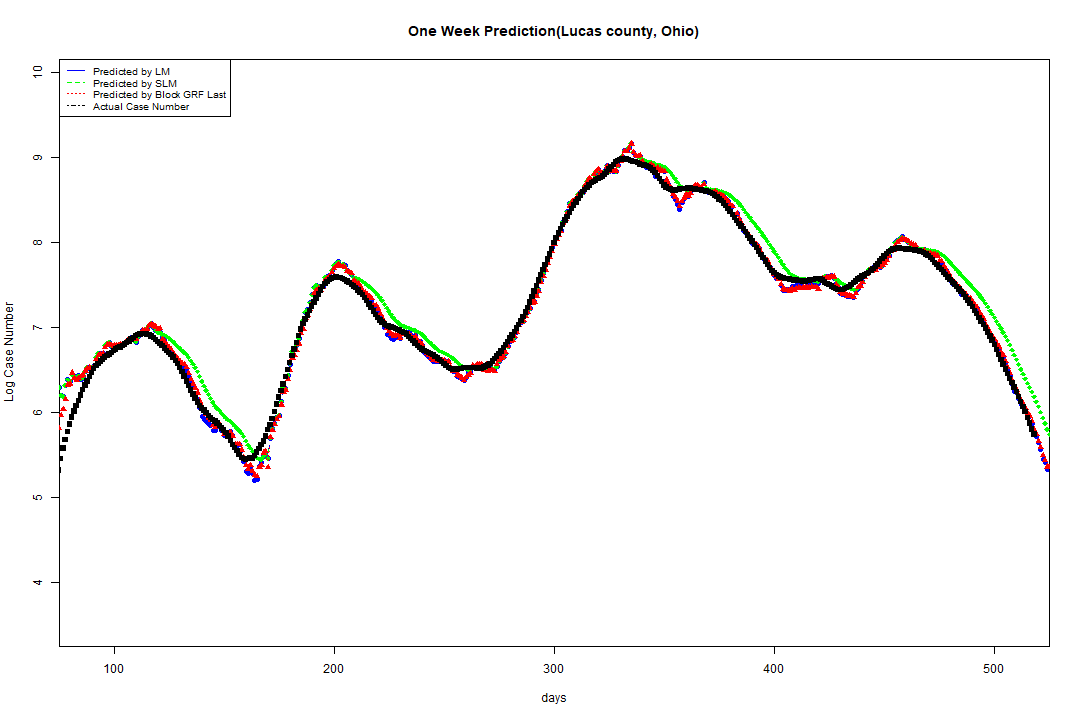 One Week Prediction(Lucas county, Ohio)
Predicted by LM
Predicted by SLM
Predicted by Block GRF Last
Actual Case Number
10
9
8
7
6
5
4
Log Case Number
100 200 300 400 500
days